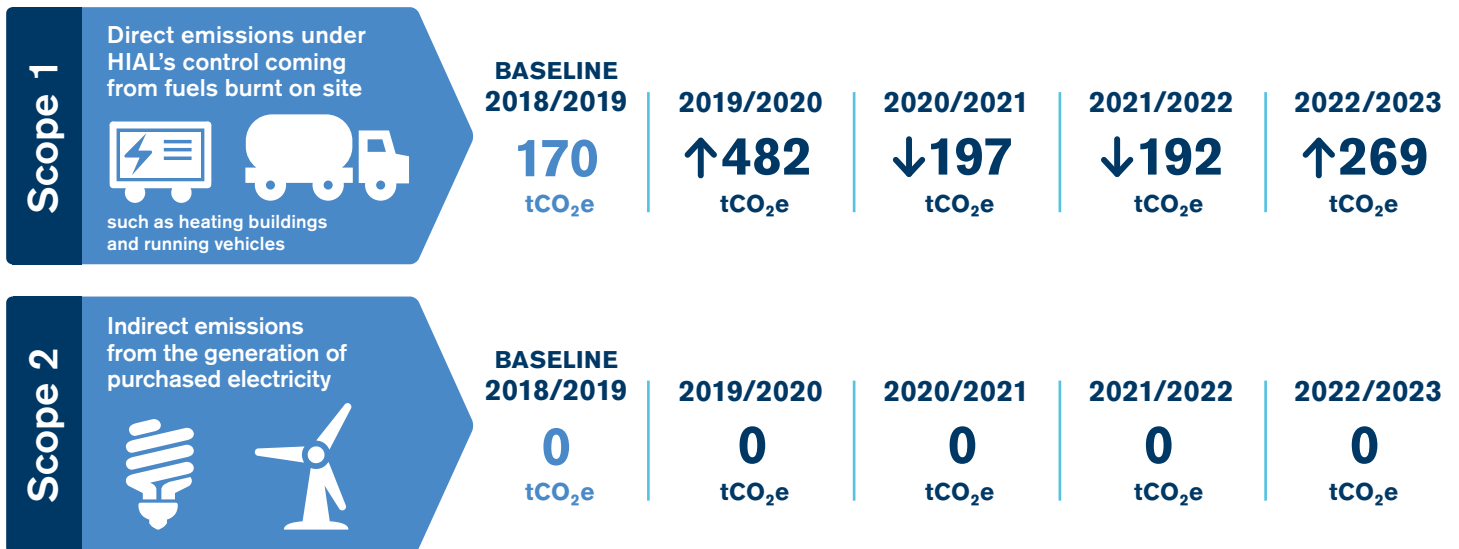 Scope 1
Direct emissions under
HIAL’s control coming
from fuels burnt on site
such as heating buildings
and running vehicles
BASELINE
2018/2019
170
tCO₂e
2019/2020
↑482
tCO₂e
2020/2021
↓197
tCO₂e
2021/2022
↓192
tCO₂e
2022/2023
↑269
tCO₂e
Scope 2
Indirect emissions
from the generation of
purchased electricity
BASELINE
2018/2019
0
tCO₂e
2019/2020
0
tCO₂e
2020/2021
0
tCO₂e
2021/2022
0
tCO₂e
2022/2023
0
tCO₂e